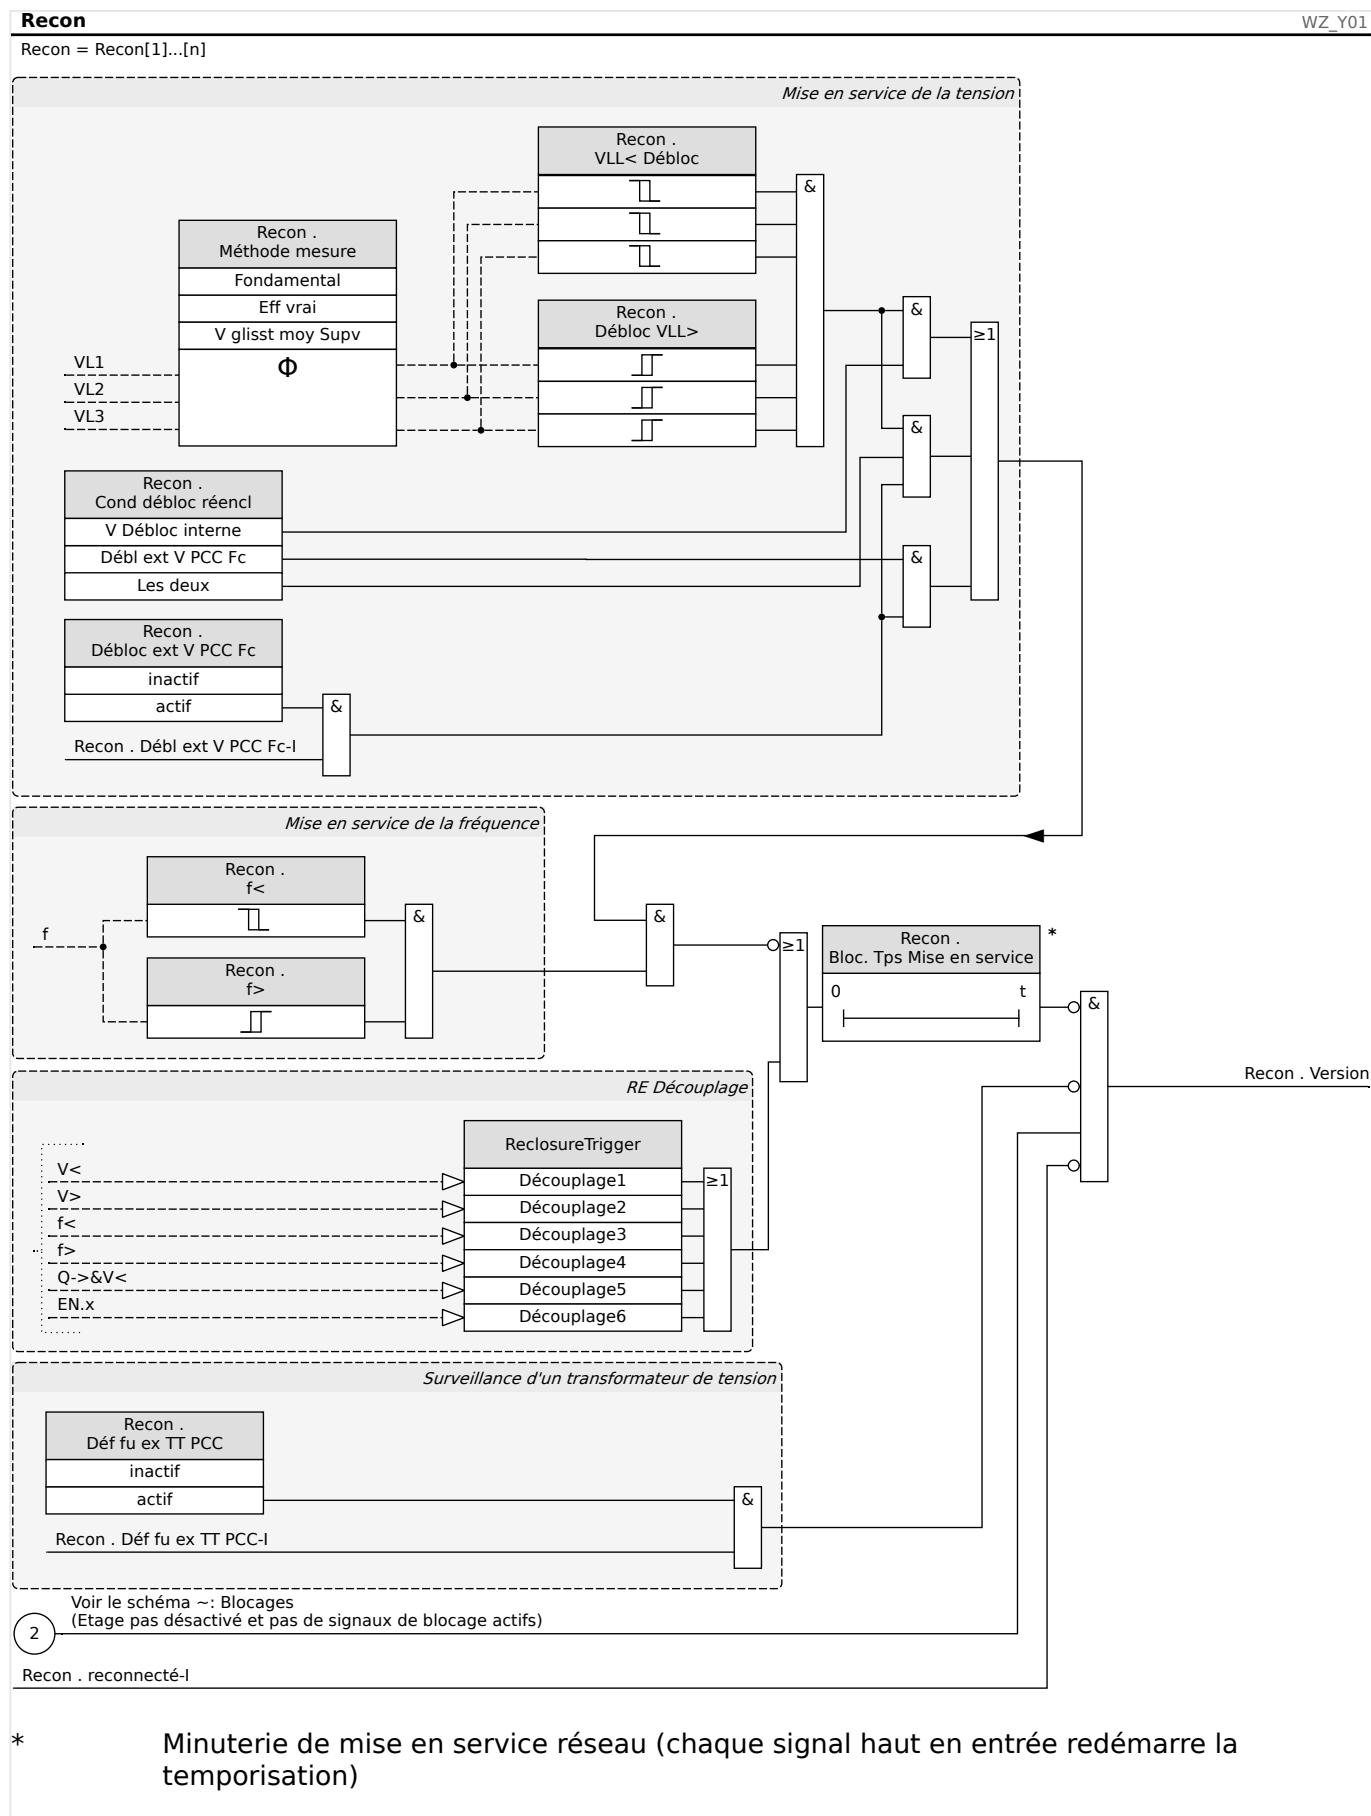 Recon
WZ_Y01
Recon = Recon[1]...[n]
Mise en service de la tension
Recon .
VLL< Débloc
&
Recon .
Méthode mesure
Fondamental
Eff vrai
V glisst moy Supv
Φ
VL1
VL2
VL3
Recon .
Débloc VLL>
&
≥1
&
Recon .
Cond débloc réencl
V Débloc interne
Débl ext V PCC Fc
Les deux
&
Recon .
Débloc ext V PCC Fc
inactif
actif
&
Recon . Débl ext V PCC Fc-I
Mise en service de la fréquence
Recon .
f<
&
f
Recon .
f>
&
≥1
Recon .
Bloc. Tps Mise en service
*
0 t
&
Recon . Version
RE Découplage
ReclosureTrigger
V<
Découplage1
≥1
V>
Découplage2
f<
Découplage3
f>
Découplage4
Q->&V<
Découplage5
EN.x
Découplage6
Surveillance d'un transformateur de tension
Recon .
Déf fu ex TT PCC
inactif
actif
&
Recon . Déf fu ex TT PCC-I
Voir le schéma ~: Blocages
(Etage pas désactivé et pas de signaux de blocage actifs)
2
Recon . reconnecté-I
* Minuterie de mise en service réseau (chaque signal haut en entrée redémarre la
temporisation)